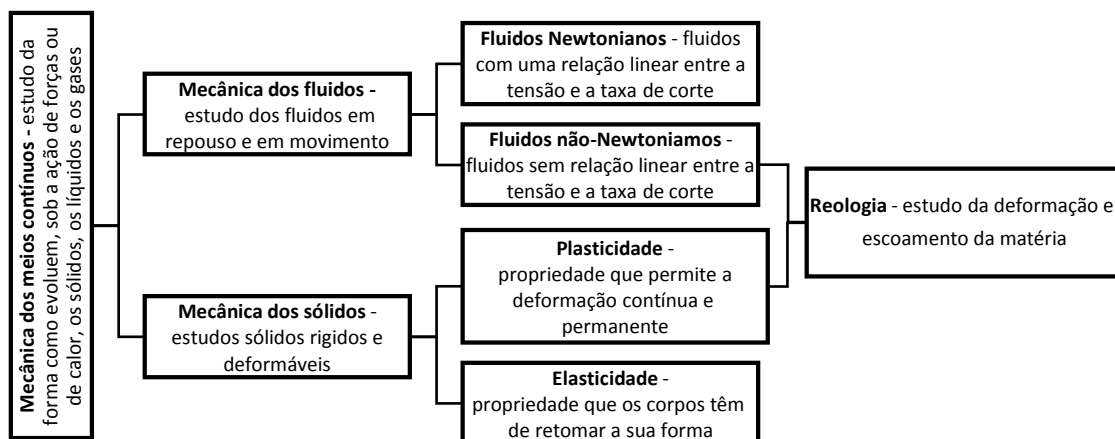 Mecânica dos meios contínuos - estudo da
forma como evoluem, sob a ação de forças ou
de calor, os sólidos, os líquidos e os gases
Mecânica dos fluidos -
estudo dos fluidos em
repouso e em movimento
Fluidos Newtonianos - fluidos
com uma relação linear entre a
tensão e a taxa de corte
Fluidos não-Newtoniamos -
fluidos sem relação linear entre a
tensão e a taxa de corte
Mecânica dos sólidos -
estudos sólidos rigidos e
deformáveis
Plasticidade -
propriedade que permite a
deformação contínua e
permanente
Elasticidade -
propriedade que os corpos têm
de retomar a sua forma
Reologia - estudo da deformação e
escoamento da matéria